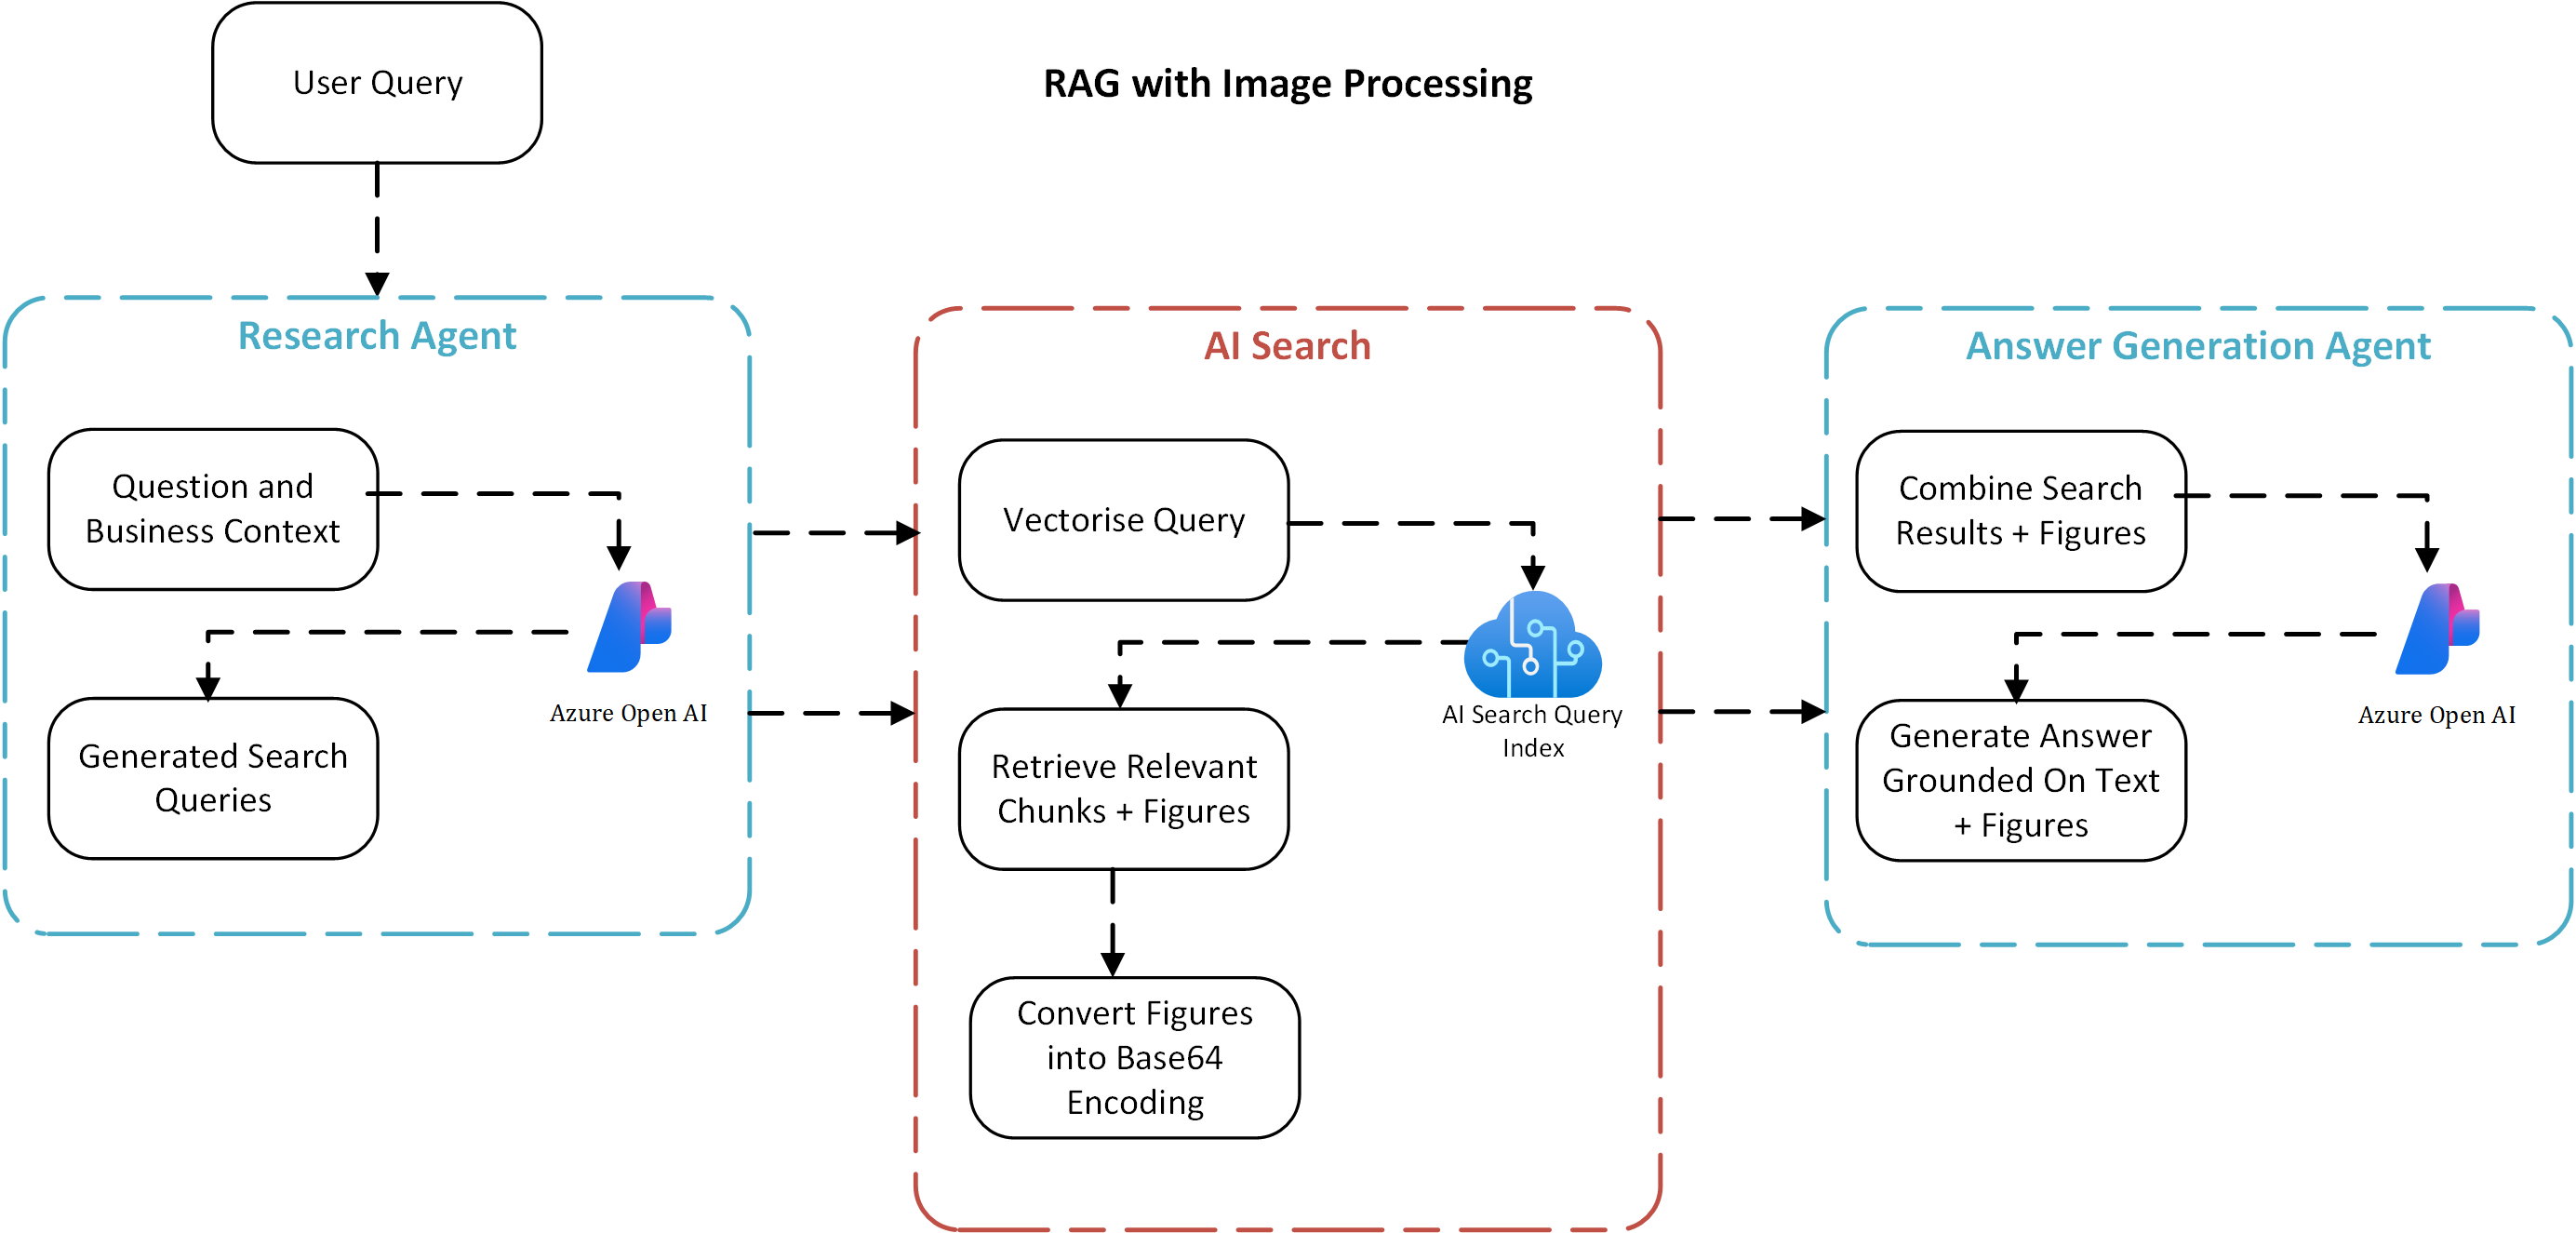 User Query
RAG with Image Processing
Research Agent
Question and
Business Context
Azure Open AI
Generated Search
Queries
AI Search
Vectorise Query
AI Search Query
Index
Retrieve Relevant
Chunks + Figures
Convert Figures
into Base64
Encoding
Answer Generation Agent
Combine Search
Results + Figures
Azure Open AI
Generate Answer
Grounded On Text
+ Figures